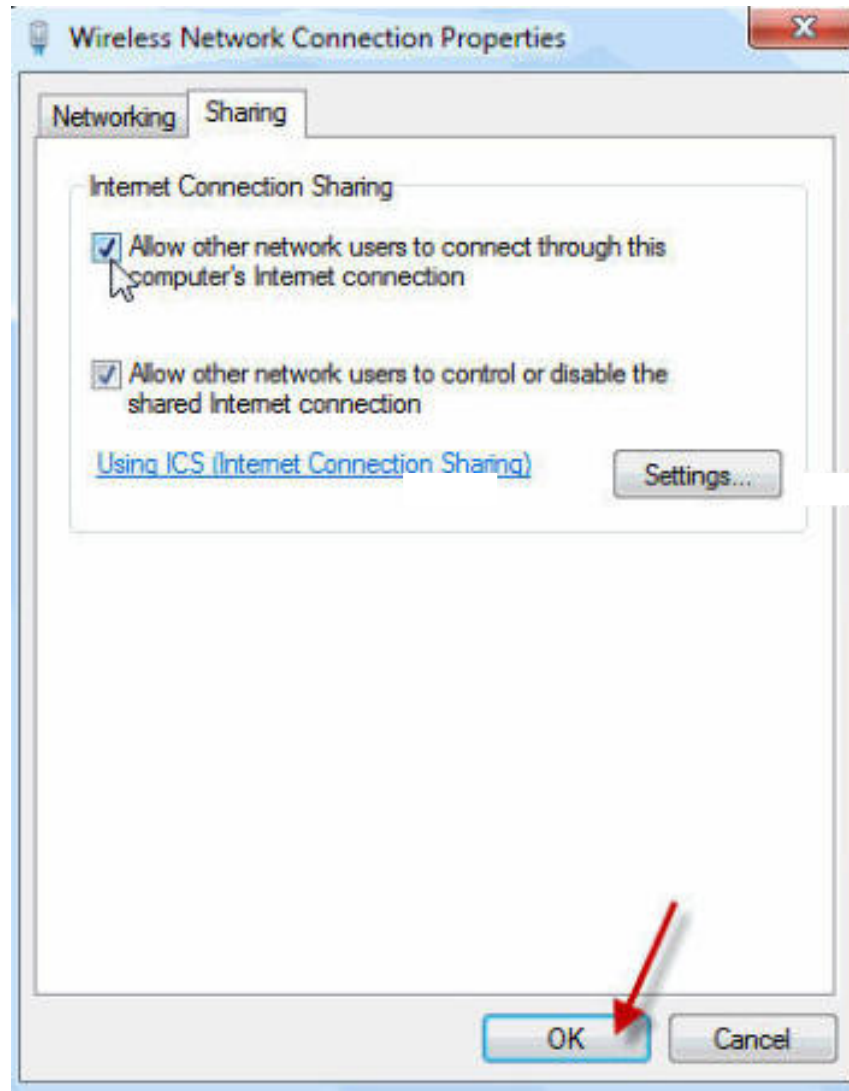 Wireless Network Connection Properties
Networking
Sharing
Internet Connection Sharing
Allow other network users to connect through this
computer's Internet connection
Allow other network users to control or disable the
shared Internet connection
Using ICS (Internet Connection Sharing)
Settings...
OK
Cancel